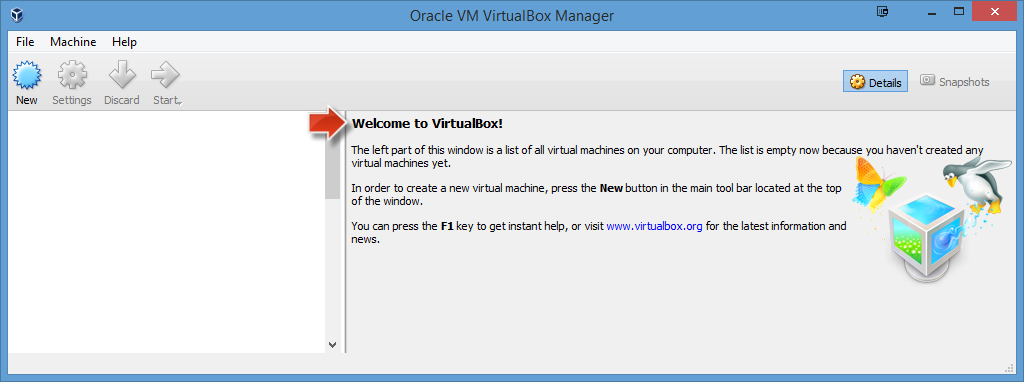 Oracle VM VirtualBox Manager
File Machine Help
New Settings Discard Start
Details Snapshots
Welcome to VirtualBox!
The left part of this window is a list of all virtual machines on your computer. The list is empty now because you haven't created any
virtual machines yet.
In order to create a new virtual machine, press the New button in the main tool bar located at the top
of the window.
You can press the F1 key to get instant help, or visit www.virtualbox.org for the latest information and
news.